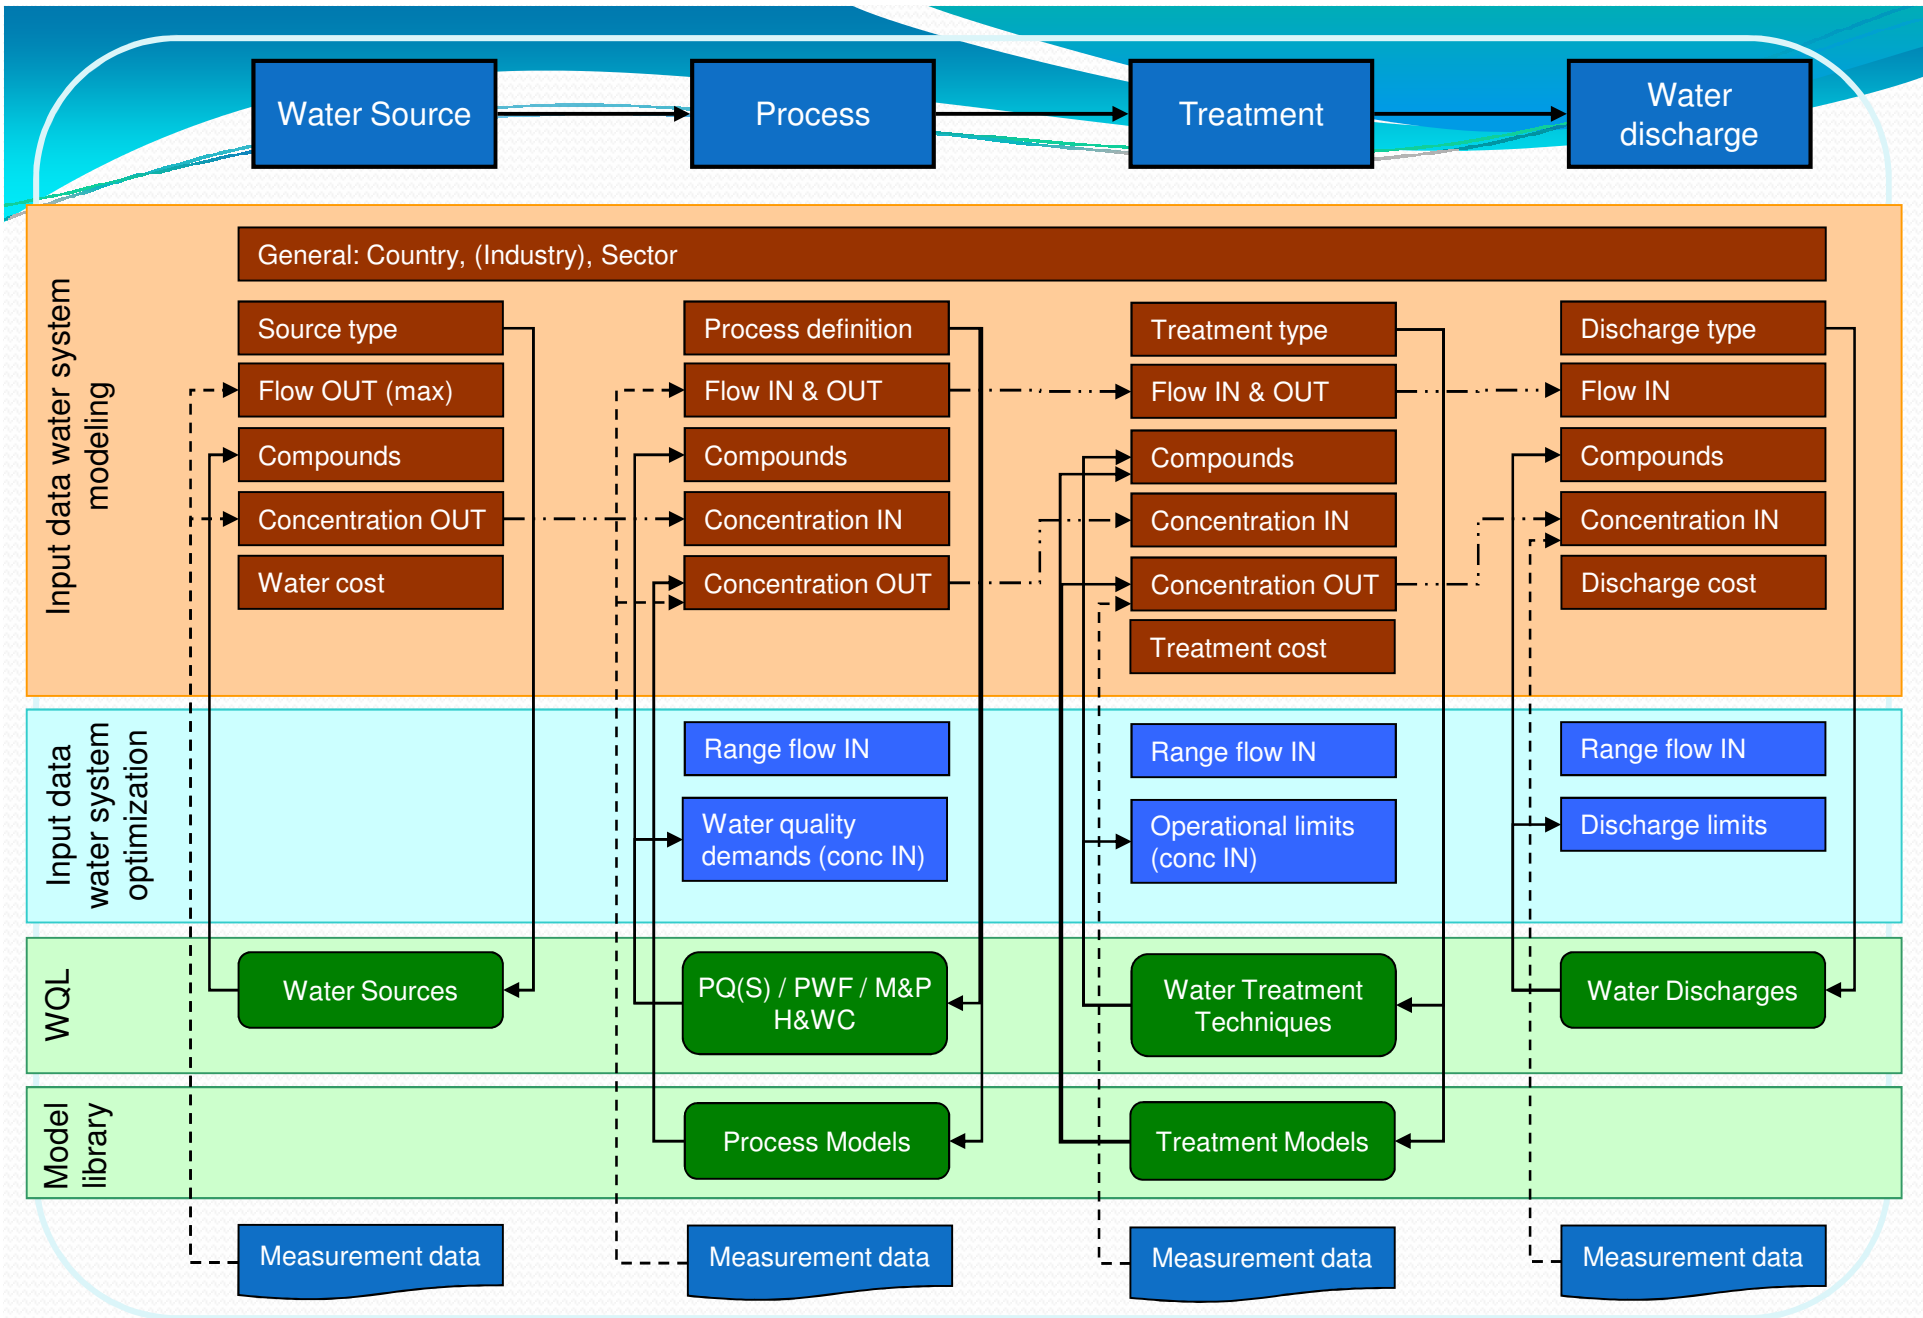 Water Source
Process
Treatment
Water
discharge
Input data water system
modeling
General: Country, (Industry), Sector
Source type
Flow OUT (max)
Compounds
Concentration OUT
Water cost
Process definition
Flow IN & OUT
Compounds
Concentration IN
Concentration OUT
Treatment type
Flow IN & OUT
Compounds
Concentration IN
Concentration OUT
Treatment cost
Discharge type
Flow IN
Compounds
Concentration IN
Discharge cost
Input data
water system
optimization
Range flow IN
Water quality
demands (conc IN)
Range flow IN
Operational limits
(conc IN)
Range flow IN
Discharge limits
WQL
Water Sources
PQ(S) / PWF / M&P
H&WC
Water Treatment
Techniques
Water Discharges
Model
library
Process Models
Treatment Models
Measurement data
Measurement data
Measurement data
Measurement data